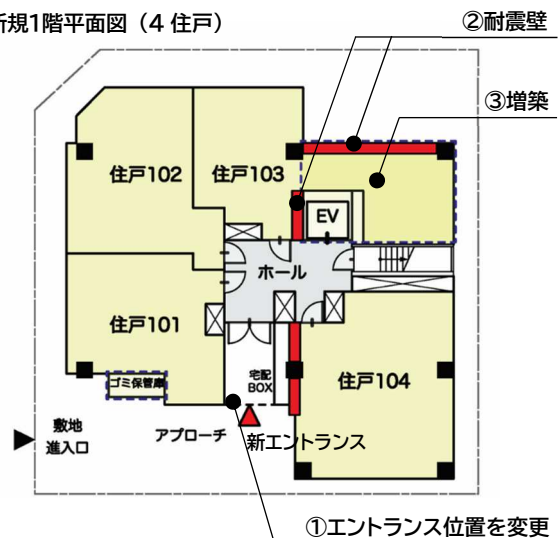 新規1階平面図（4 住戸）
②耐震壁
③増築
住戸102
住戸103
EV
ホール
住戸101
宅配
BOX
住戸104
ゴミ保管庫
敷地
進入口
アプローチ
新エントランス
①エントランス位置を変更